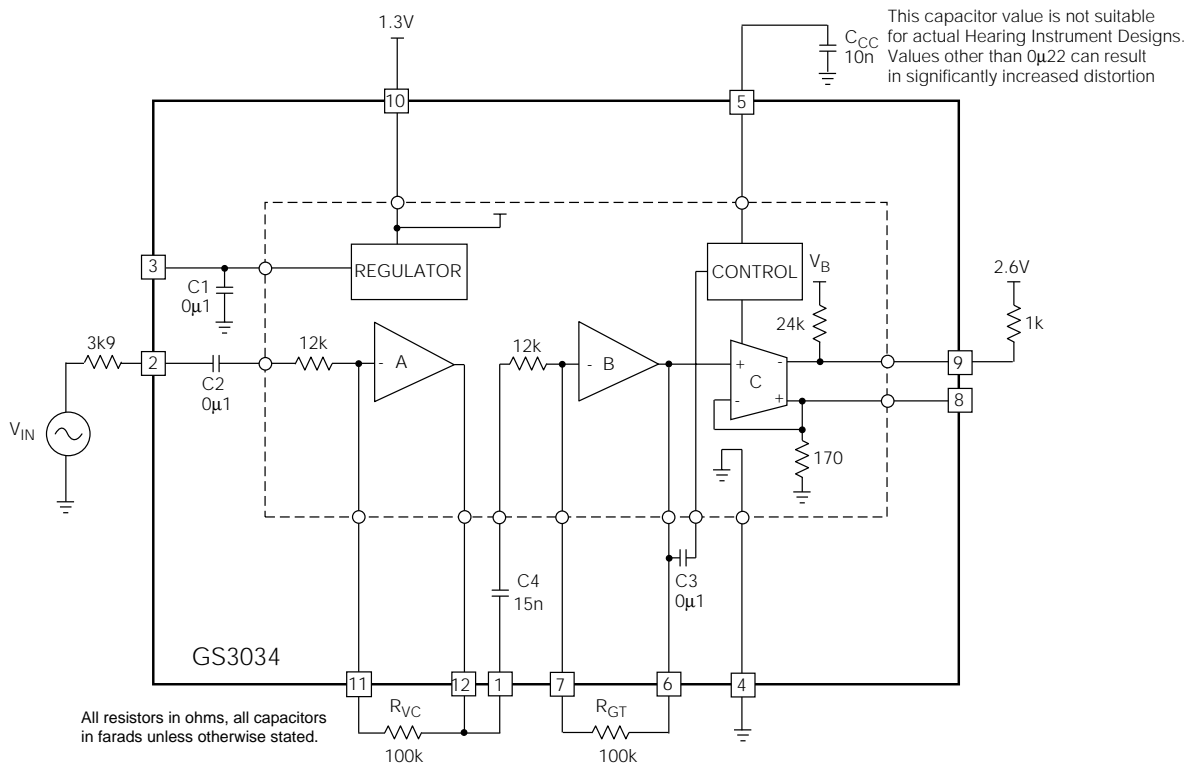 1.3V
C_CC
10n
This capacitor value is not suitable
for actual Hearing Instrument Designs.
Values other than 0µ22 can result
in significantly increased distortion
10
5
3
C1
0µ1
REGULATOR
CONTROL
V_B
2.6V
24k
1k
3k9
2
C2
0µ1
12k
- A
12k
- B
+
-
C
-
+
9
8
V_IN
170
C4
15n
C3
0µ1
GS3034
11
12
1
7
6
4
All resistors in ohms, all capacitors
in farads unless otherwise stated.
R_VC
100k
R_GT
100k